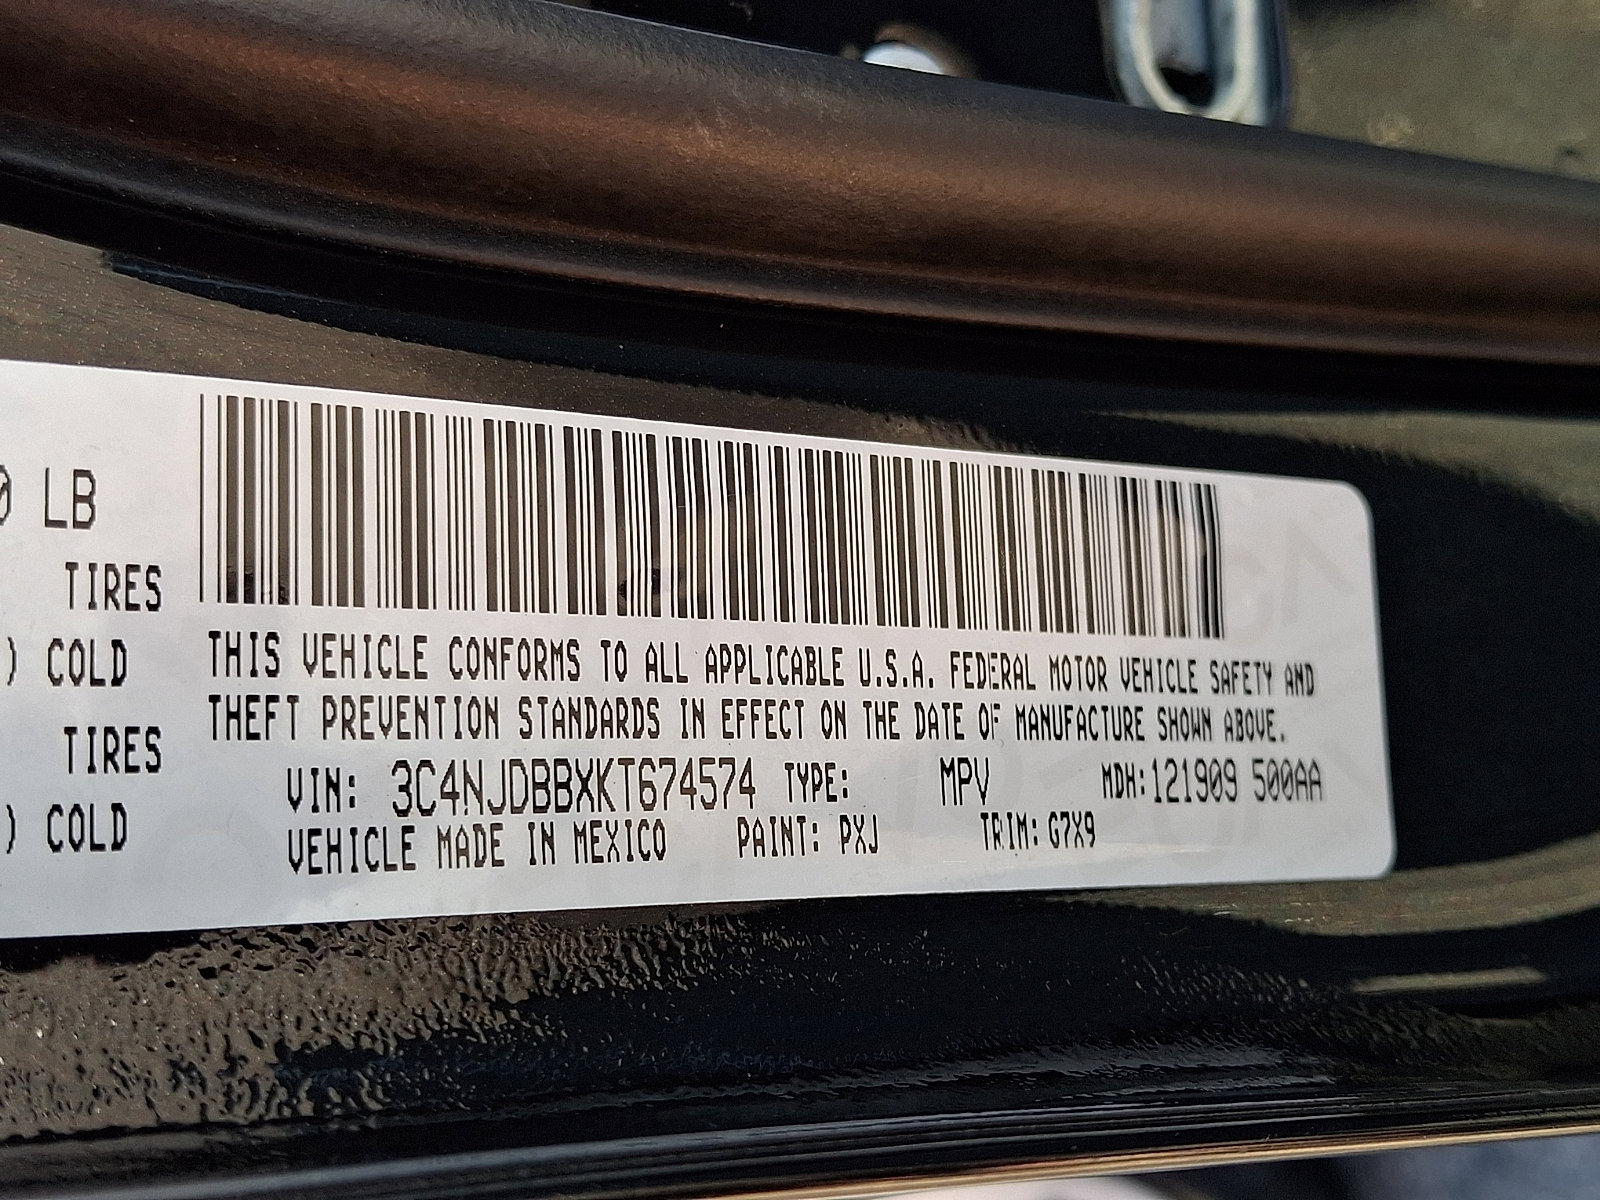 LB
TIRES
) COLD
TIRES
) COLD
THIS VEHICLE CONFORMS TO ALL APPLICABLE U.S.A. FEDERAL MOTOR VEHICLE SAFETY AND
THEFT PREVENTION STANDARDS IN EFFECT ON THE DATE OF MANUFACTURE SHOWN ABOVE.
VIN: 3C4NJDBBXKT674574 TYPE: MPV MDH:121909 500AA
VEHICLE MADE IN MEXICO PAINT: PXJ TRIM: G7X9